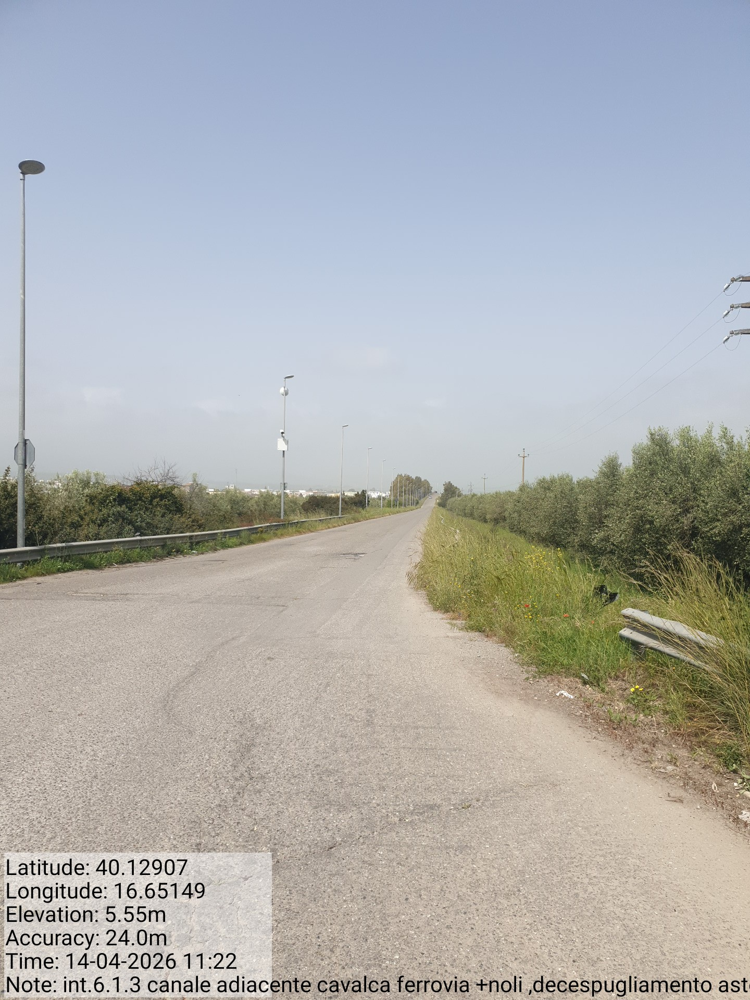 Latitude: 40.12907
Longitude: 16.65149
Elevation: 5.55m
Accuracy: 24.0m
Time: 14-04-2026 11:22
Note: int.6.1.3 canale adiacente cavalca ferrovia +noli ,decespugliamento